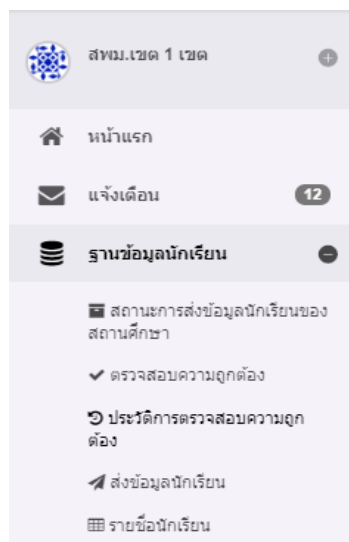 สพม.เขต 1 เขต
หน้าแรก
แจ้งเตือน 12
ฐานข้อมูลนักเรียน
สถานะการส่งข้อมูลนักเรียนของ
สถานศึกษา
ตรวจสอบความถูกต้อง
ประวัติการตรวจสอบความถูก
ต้อง
ส่งข้อมูลนักเรียน
รายชื่อนักเรียน